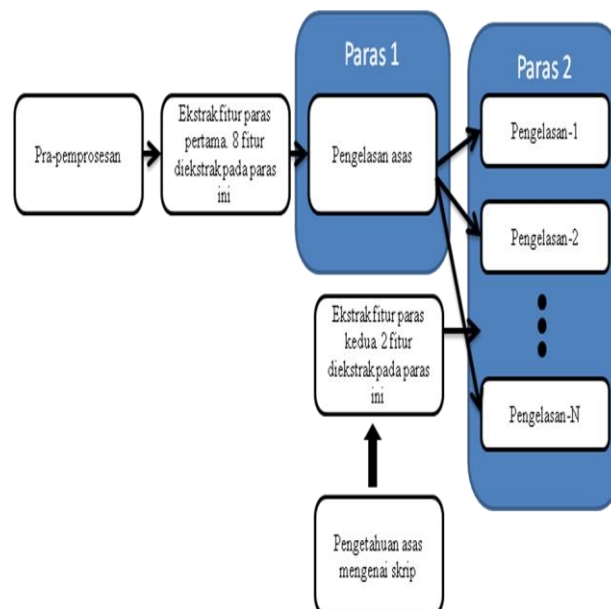 Paras 1
Paras 2
Pra-pemprosesan
Ekstrak fitur paras
pertama. 8 fitur
diekstrak pada paras
ini
Pengelasan asas
Pengelasan-1
Pengelasan-2
Ekstrak fitur paras
kedua. 2 fitur
diekstrak pada paras
ini
Pengelasan-N
Pengetahuan asas
mengenai skrip